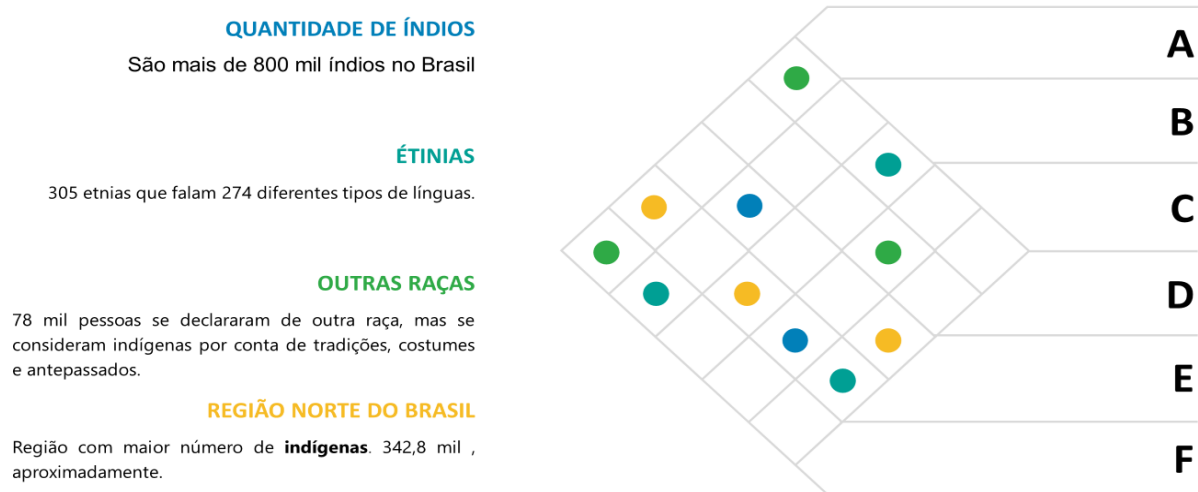 QUANTIDADE DE ÍNDIOS
São mais de 800 mil índios no Brasil
ÉTINIAS
305 etnias que falam 274 diferentes tipos de línguas.
OUTRAS RAÇAS
78 mil pessoas se declararam de outra raça, mas se
consideram indígenas por conta de tradições, costumes
e antepassados.
REGIÃO NORTE DO BRASIL
Região com maior número de indígenas. 342,8 mil ,
aproximadamente.
A
B
C
D
E
F